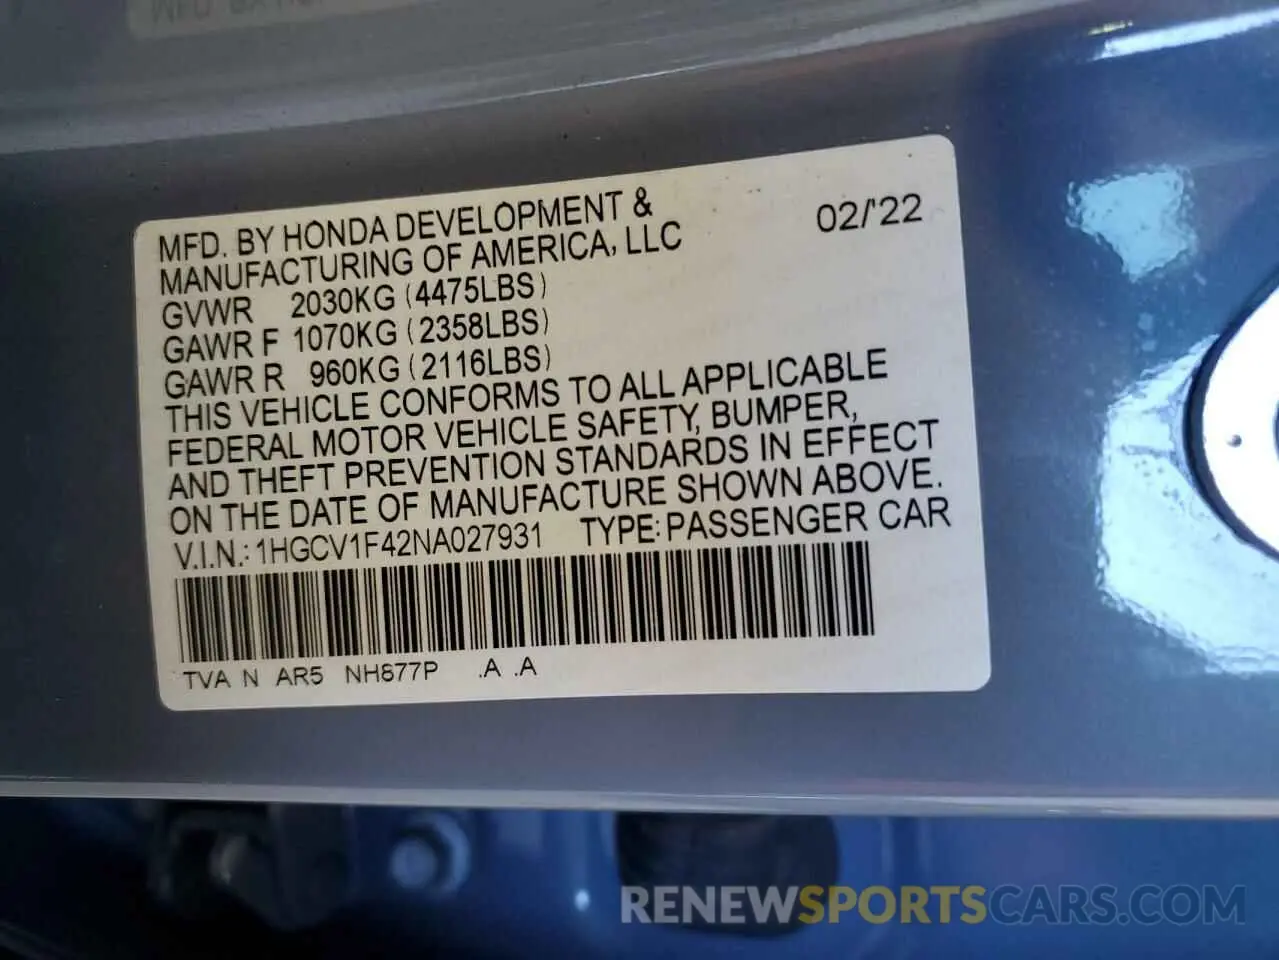 MFD. BY HONDA DEVELOPMENT & 02/'22
MANUFACTURING OF AMERICA, LLC
GVWR 2030KG (4475LBS)
GAWR F 1070KG (2358LBS)
GAWR R 960KG (2116LBS)
THIS VEHICLE CONFORMS TO ALL APPLICABLE
FEDERAL MOTOR VEHICLE SAFETY, BUMPER,
AND THEFT PREVENTION STANDARDS IN EFFECT
ON THE DATE OF MANUFACTURE SHOWN ABOVE.
V.I.N.: 1HGCV1F42NA027931 TYPE: PASSENGER CAR
TVA N AR5 NH877P .A .A
RENEWSPORTSCARS.COM